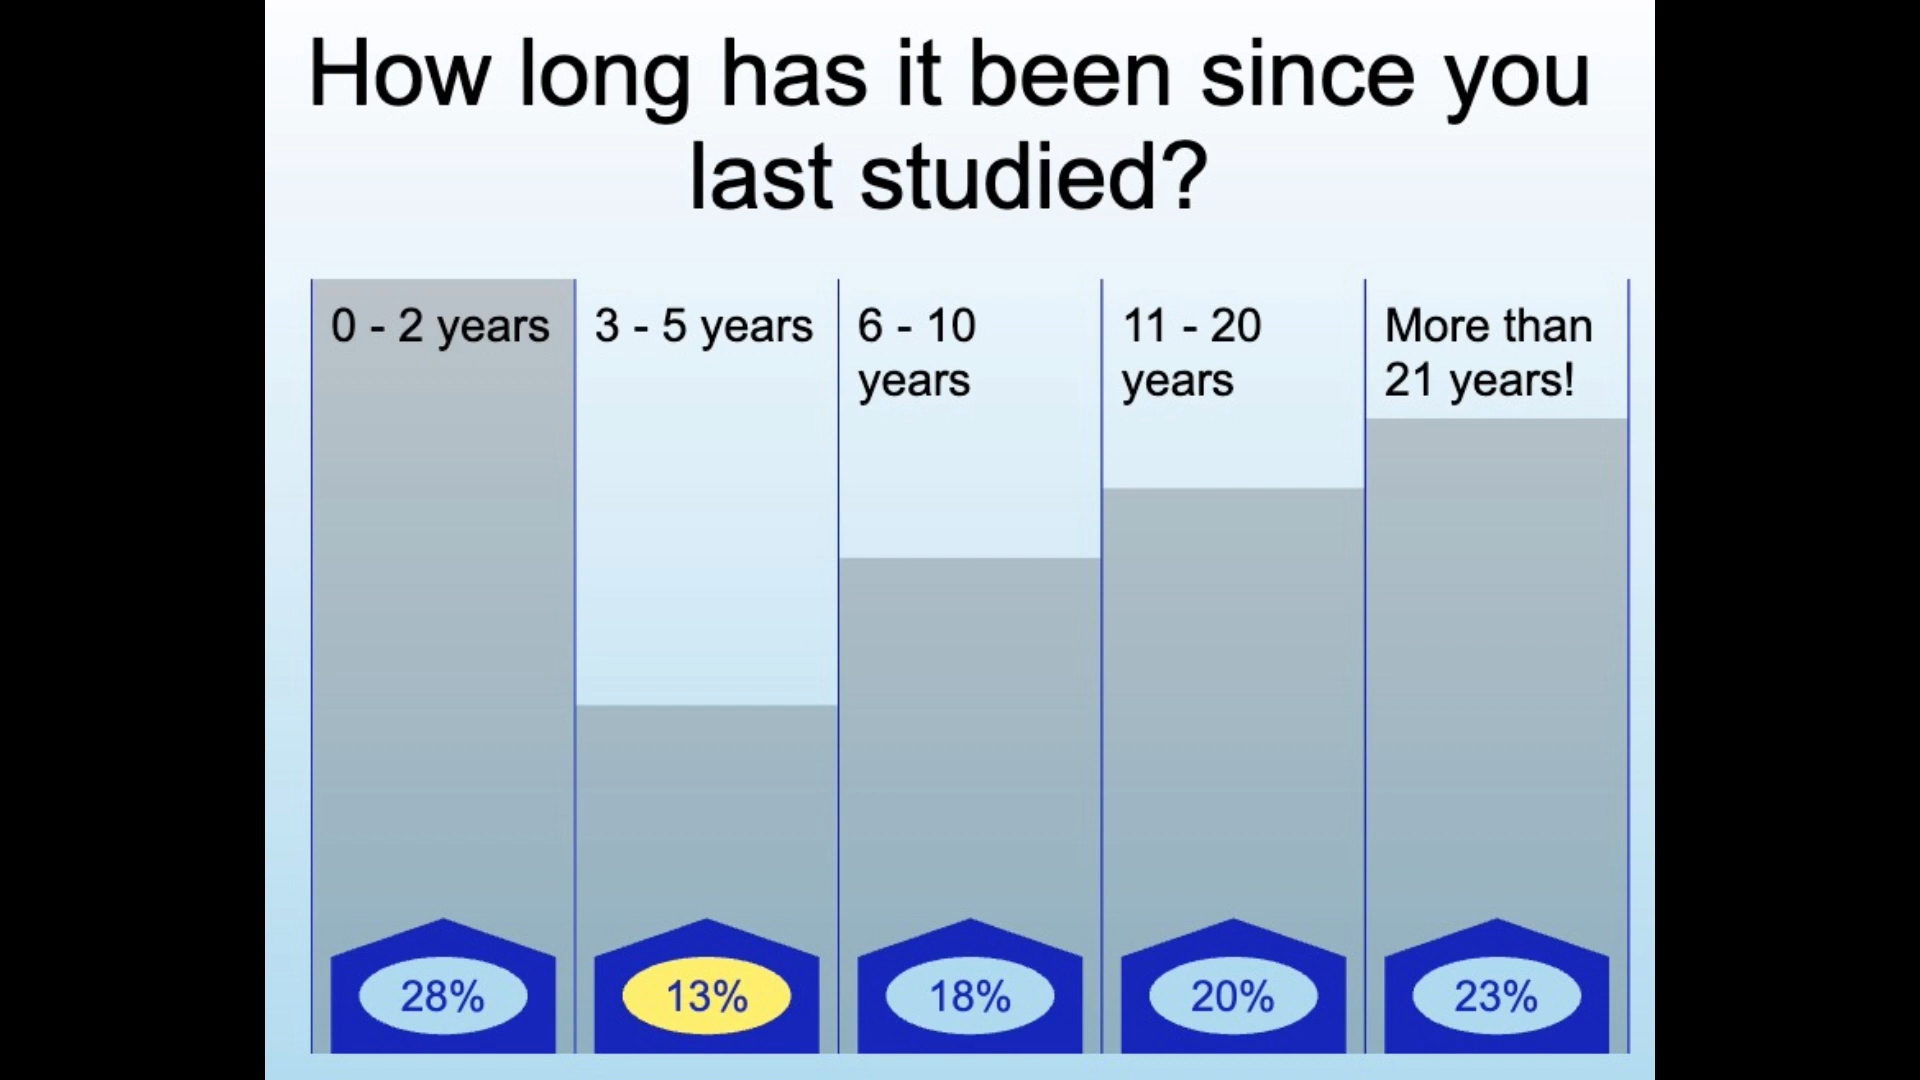 How long has it been since you
last studied?
0 - 2 years
3 - 5 years
6 - 10
years
11 - 20
years
More than
21 years!
28%
13%
18%
20%
23%